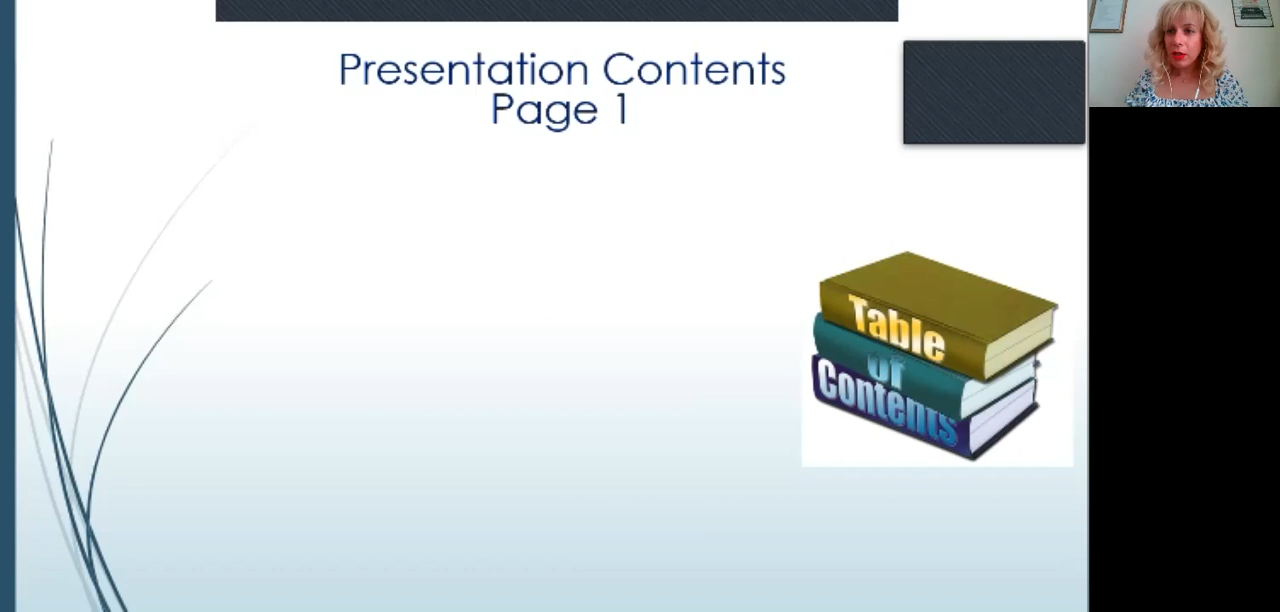 Presentation Contents
Page 1
Table
of
Contents